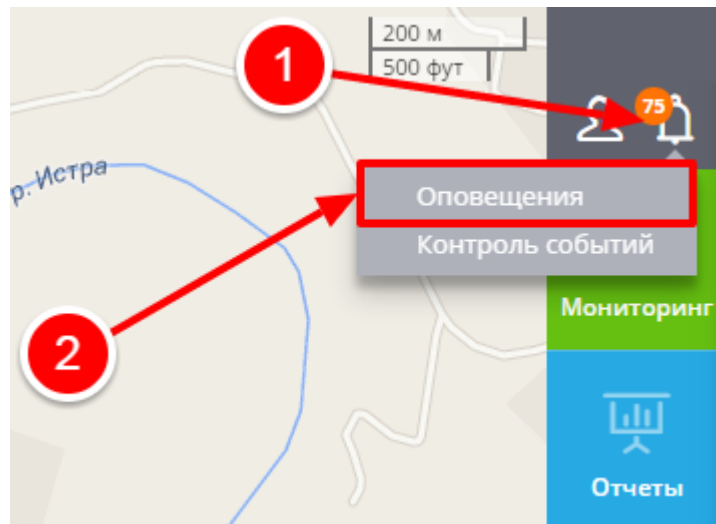 200 м
500 фут
1
75
р. Истра
Оповещения
Контроль событий
Мониторинг
2
Отчеты